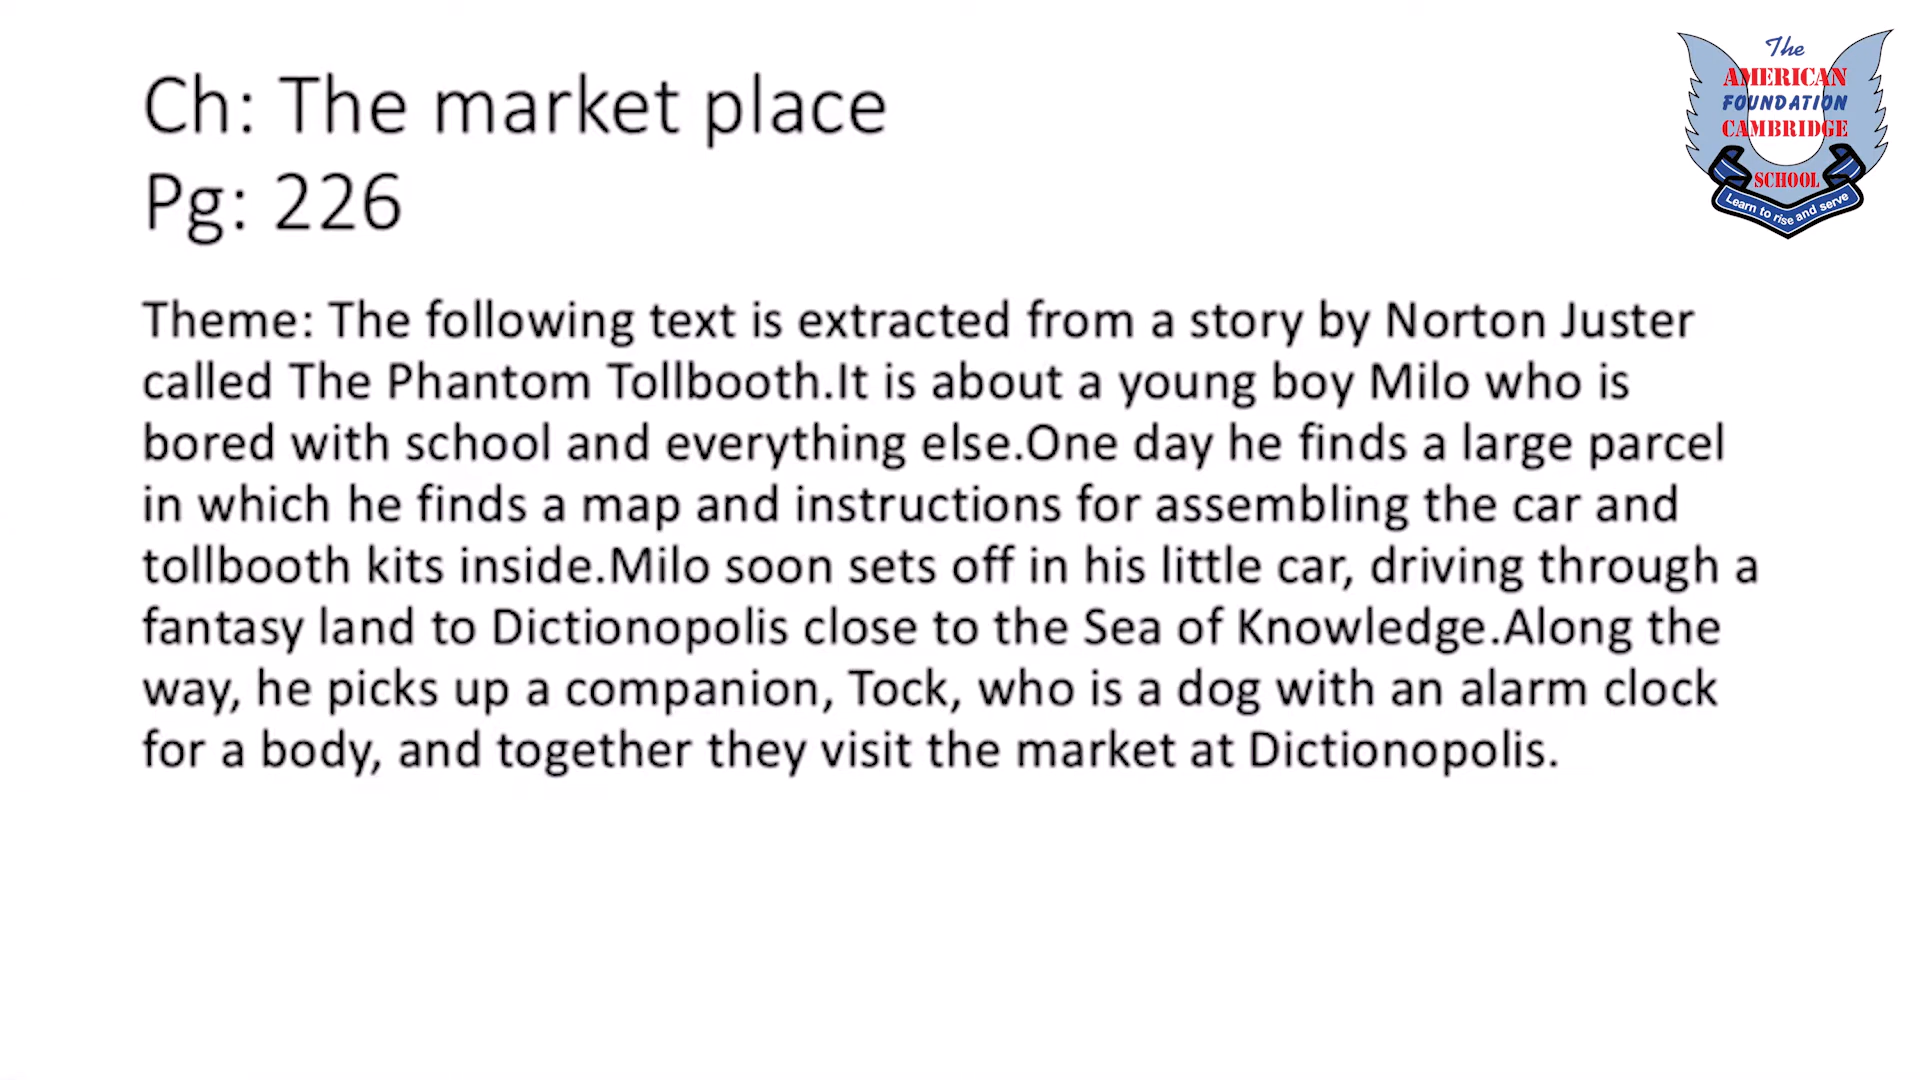 Ch: The market place
Pg: 226
The
AMERICAN
FOUNDATION
CAMBRIDGE
SCHOOL
Learn to rise and serve
Theme: The following text is extracted from a story by Norton Juster
called The Phantom Tollbooth.It is about a young boy Milo who is
bored with school and everything else.One day he finds a large parcel
in which he finds a map and instructions for assembling the car and
tollbooth kits inside.Milo soon sets off in his little car, driving through a
fantasy land to Dictionopolis close to the Sea of Knowledge.Along the
way, he picks up a companion, Tock, who is a dog with an alarm clock
for a body, and together they visit the market at Dictionopolis.